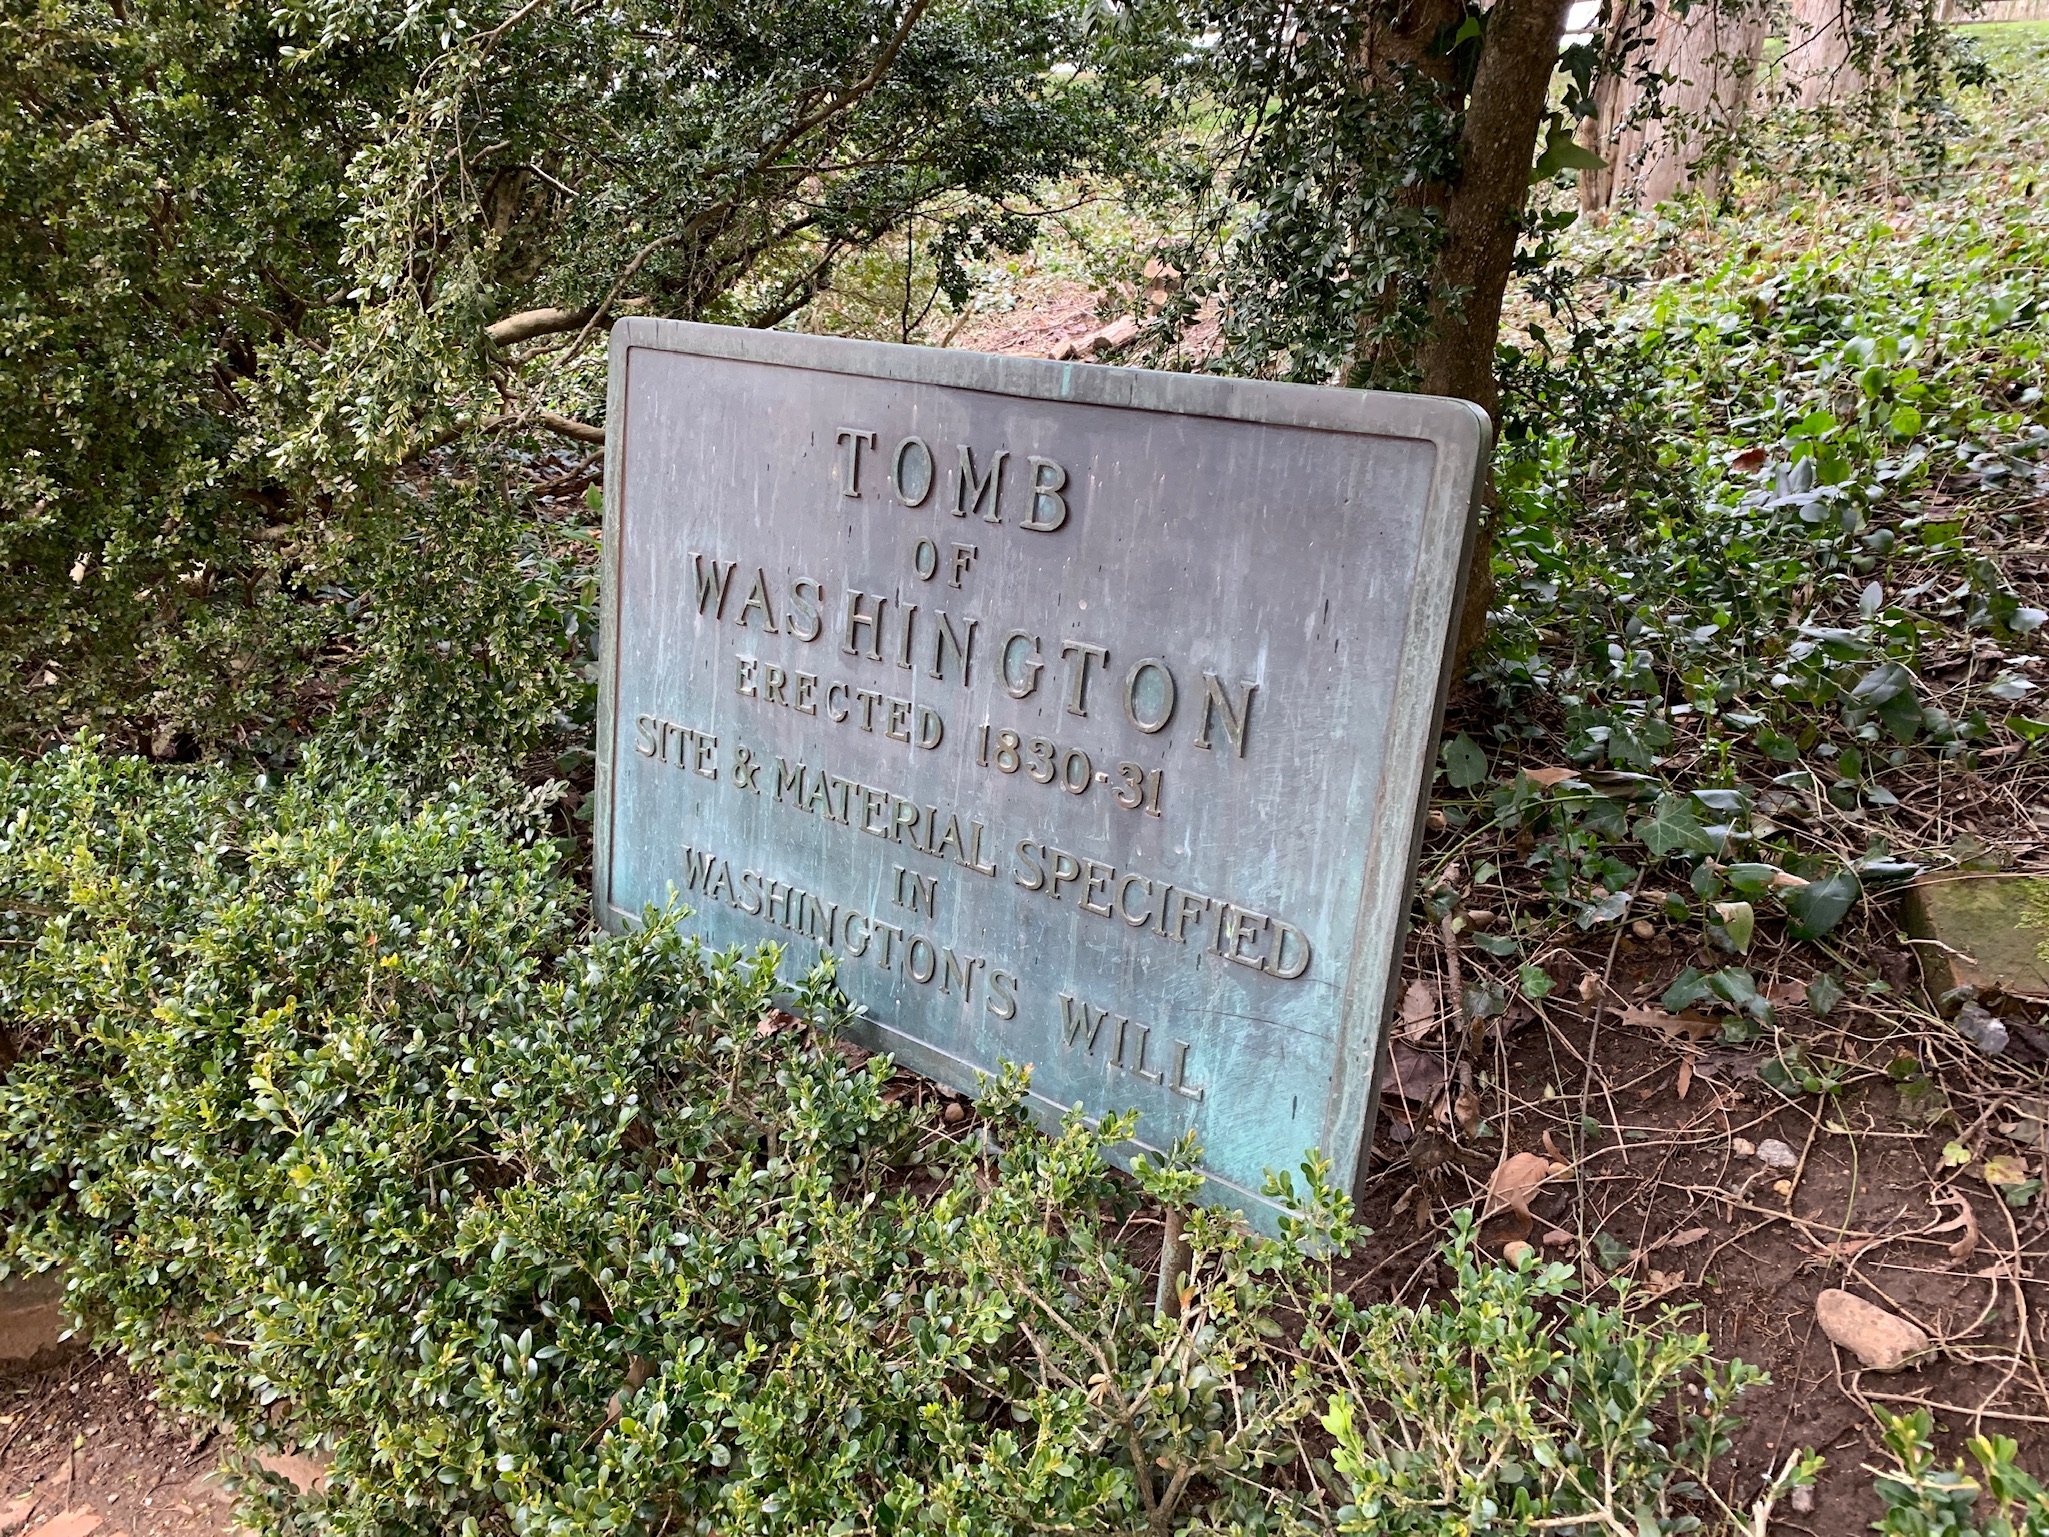 TOMB
OF
WASHINGTON
ERECTED 1830-31
SITE & MATERIAL SPECIFIED
IN
WASHINGTON'S WILL